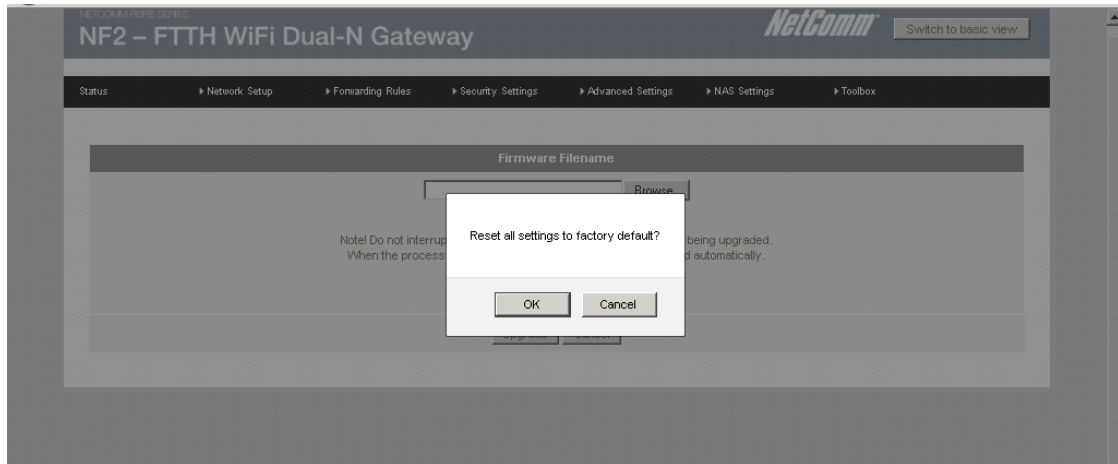 NETCOMM FIBRE SERIES
NF2 – FTTH WiFi Dual-N Gateway
NetComm
Switch to basic view
Status
Network Setup
Forwarding Rules
Security Settings
Advanced Settings
NAS Settings
Toolbox
Firmware Filename
Browse...
Reset all settings to factory default?
Note! Do not interrup
being upgraded.
When the process
d automatically.
OK
Cancel
Upgrade
Cancel